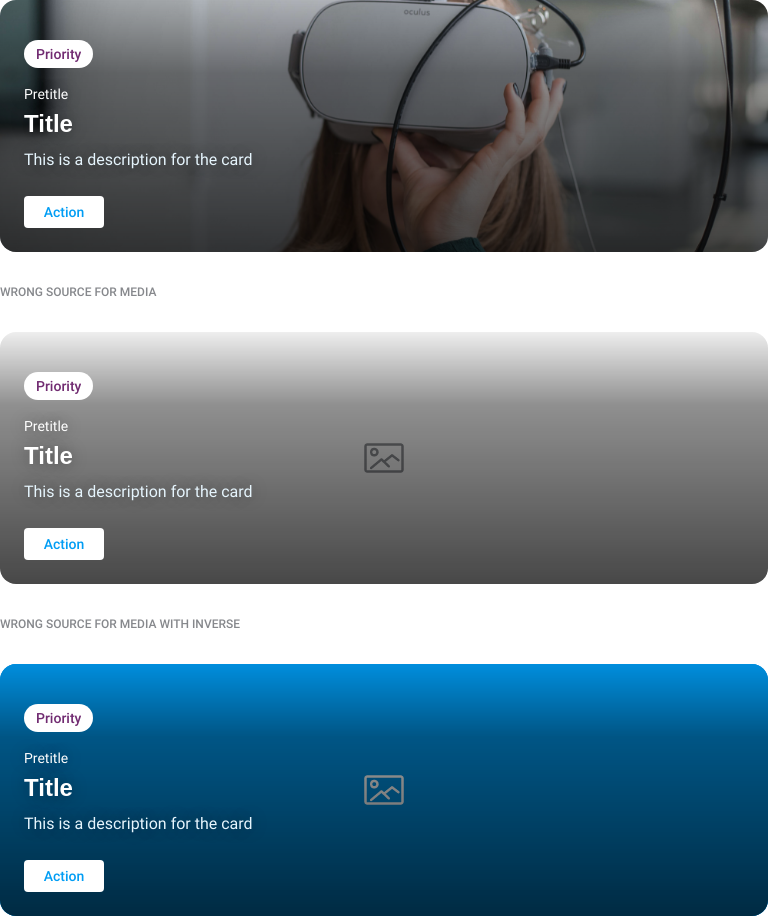 oculus
Priority
Pretitle
Title
This is a description for the card
Action
WRONG SOURCE FOR MEDIA
Priority
Pretitle
Title
This is a description for the card
Action
WRONG SOURCE FOR MEDIA WITH INVERSE
Priority
Pretitle
Title
This is a description for the card
Action